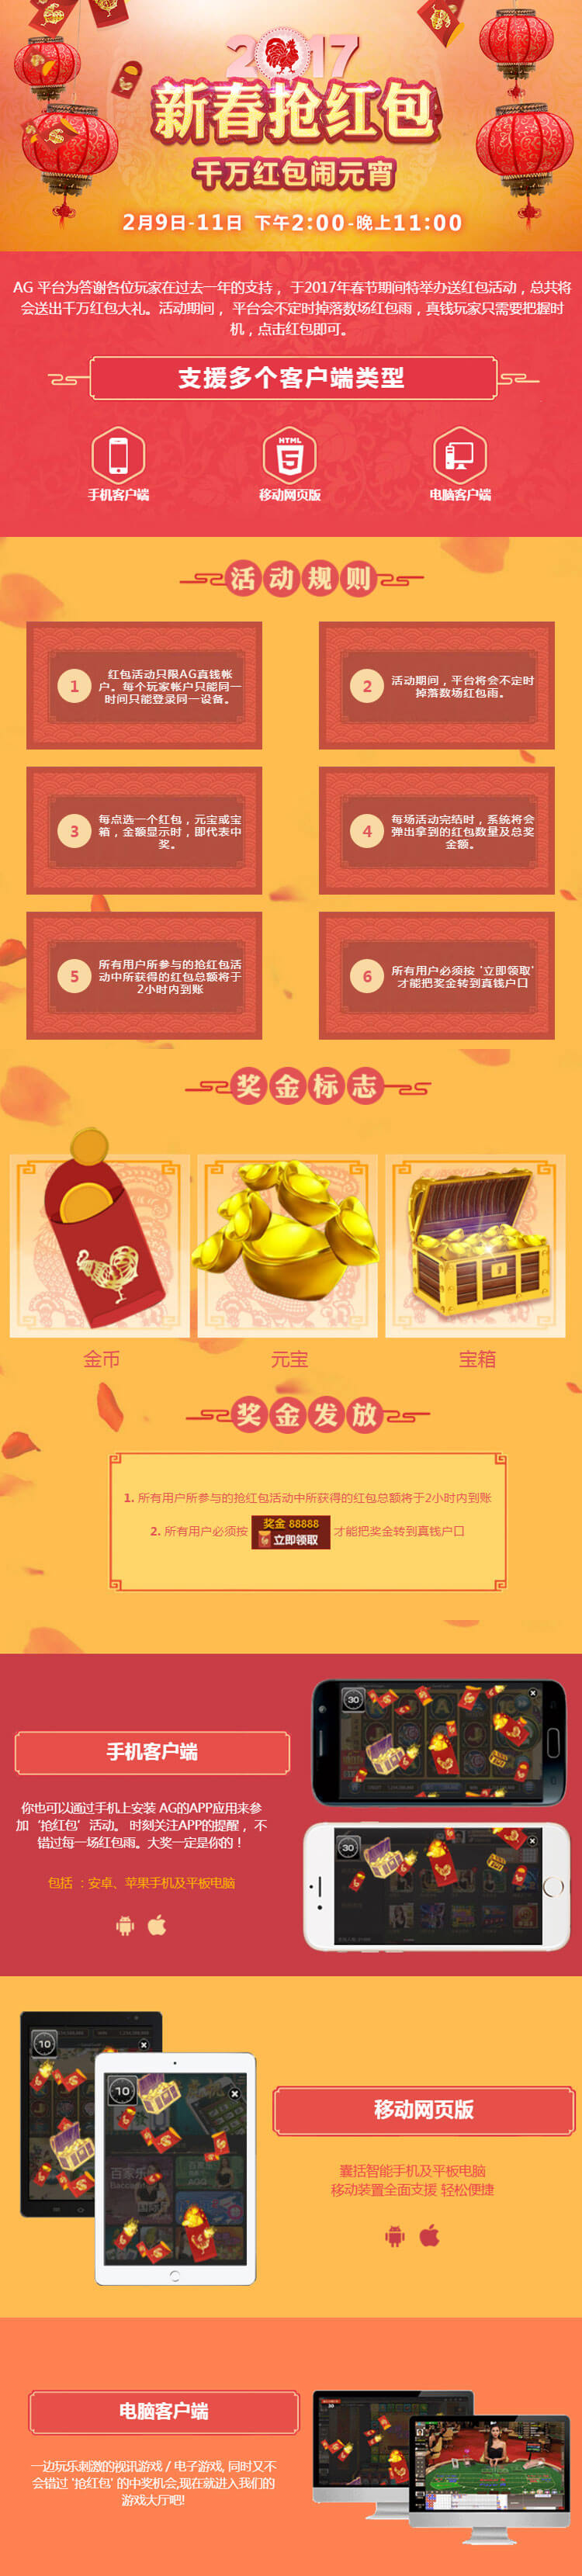 2017
新春抢红包
千万红包闹元宵
2月9日-11日 下午2:00-晚上11:00
AG 平台为答谢各位玩家在过去一年的支持， 于2017年春节期间特举办送红包活动，总共将
会送出千万红包大礼。活动期间， 平台会不定时掉落数场红包雨，真钱玩家只需要把握时
机，点击红包即可。
支援多个客户端类型
HTML
5
手机客户端
移动网页版
电脑客户端
活动规则
1
红包活动只限AG真钱帐
户。每个玩家帐户只能同一
时间只能登录同一设备。
2
活动期间，平台将会不定时
掉落数场红包雨。
3
每点选一个红包，元宝或宝
箱，金额显示时，即代表中
奖。
4
每场活动完结时，系统将会
弹出拿到的红包数量及总奖
金额。
5
所有用户所参与的抢红包活
动中所获得的红包总额将于
2小时内到账
6
所有用户必须按 '立即领取'
才能把奖金转到真钱户口
奖金标志
金币
元宝
宝箱
奖金发放
1. 所有用户所参与的抢红包活动中所获得的红包总额将于2小时内到账
2. 所有用户必须按 奖金 88888 立即领取 才能把奖金转到真钱户口
30
手机客户端
你也可以通过手机上安装 AG的APP应用来参
加‘抢红包’活动。 时刻关注APP的提醒， 不
错过每一场红包雨。大奖一定是你的！
包括 ：安卓、苹果手机及平板电脑
30
10
10
百家乐
移动网页版
囊括智能手机及平板电脑
移动装置全面支援 轻松便捷
电脑客户端
一边玩乐刺激的视讯游戏 / 电子游戏, 同时又不
会错过 '抢红包' 的中奖机会,现在就进入我们的
游戏大厅吧!